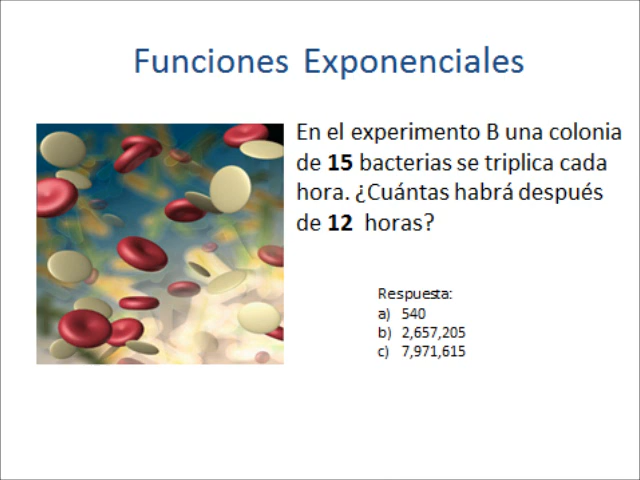 Funciones Exponenciales
En el experimento B una colonia
de 15 bacterias se triplica cada
hora. ¿Cuántas habrá después
de 12 horas?
Respuesta:
a) 540
b) 2,657,205
c) 7,971,615